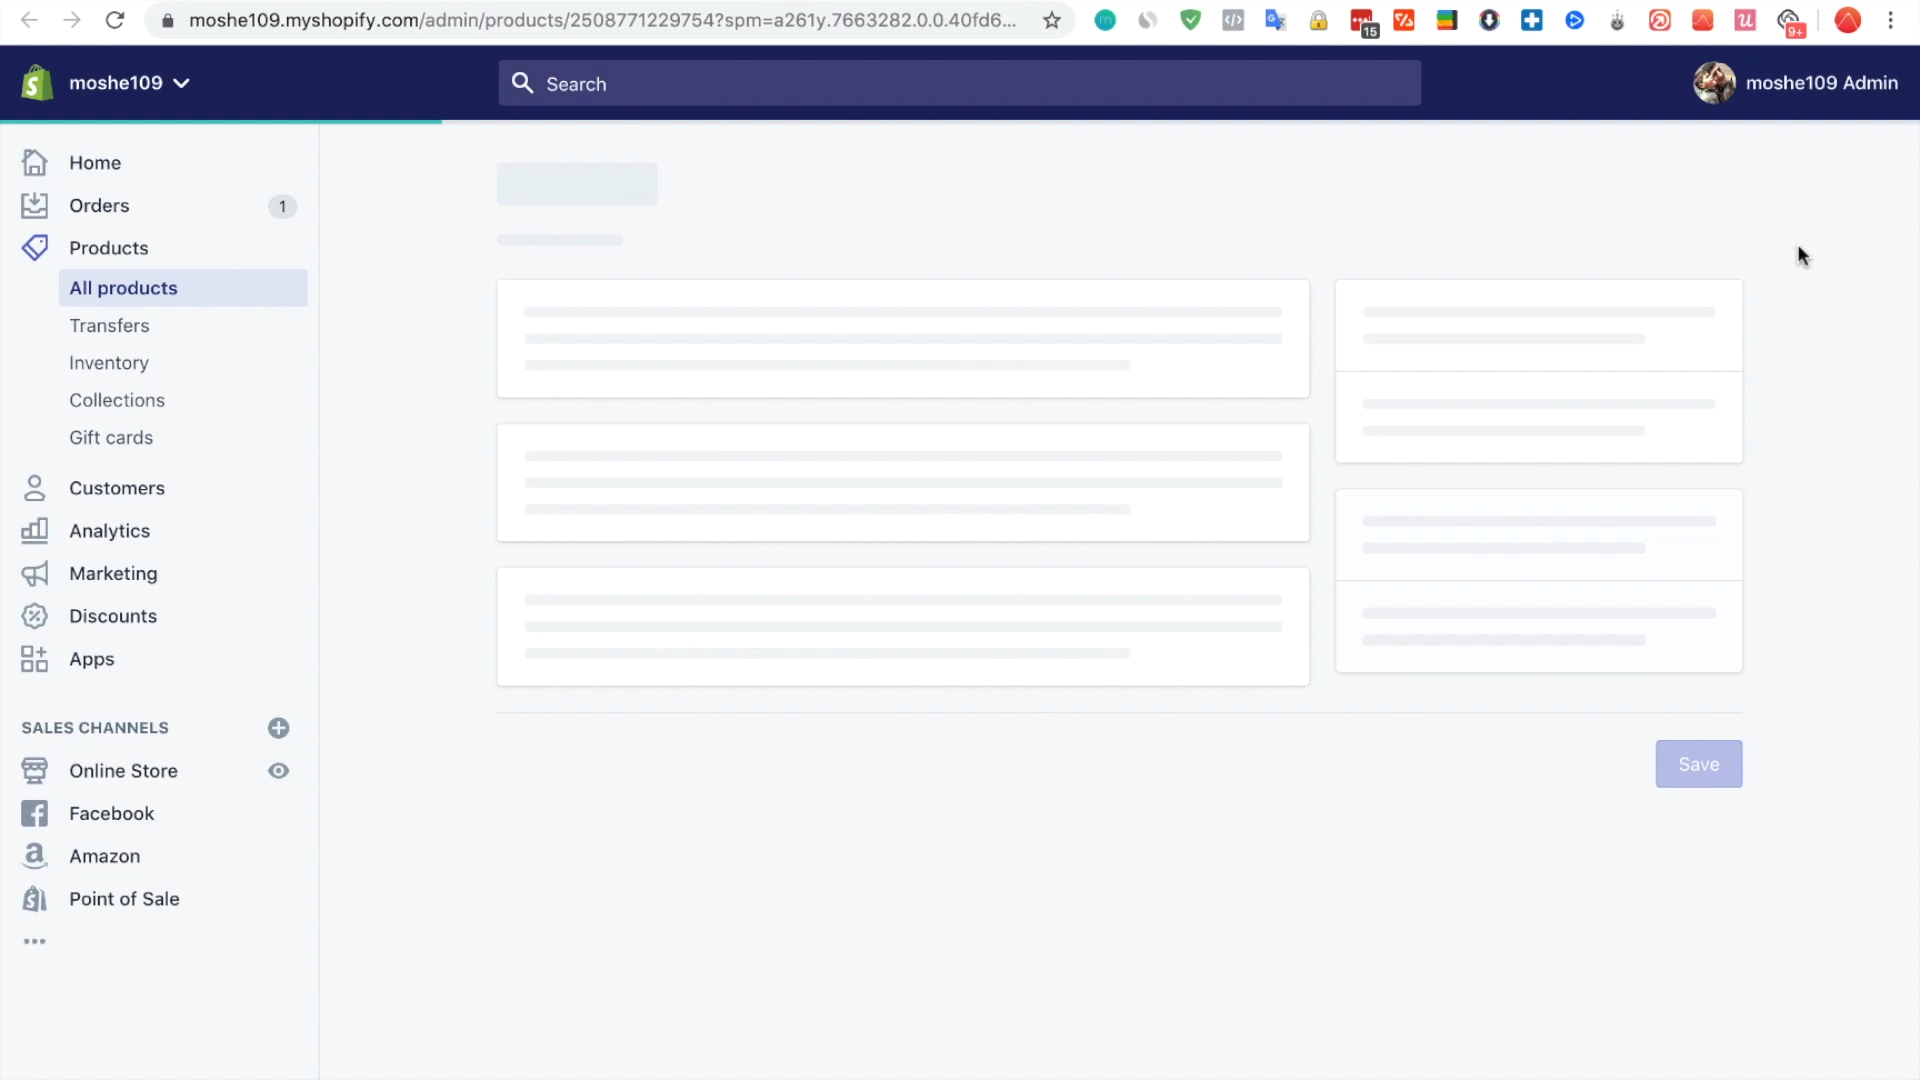 moshe109.myshopify.com/admin/products/2508771229754?spm=a261y.7663282.0.0.40fd6...
15
9+
moshe109
Search
moshe109 Admin
Home
Orders 1
Products
All products
Transfers
Inventory
Collections
Gift cards
Customers
Analytics
Marketing
Discounts
Apps
SALES CHANNELS
Online Store
Facebook
Amazon
Point of Sale
Save